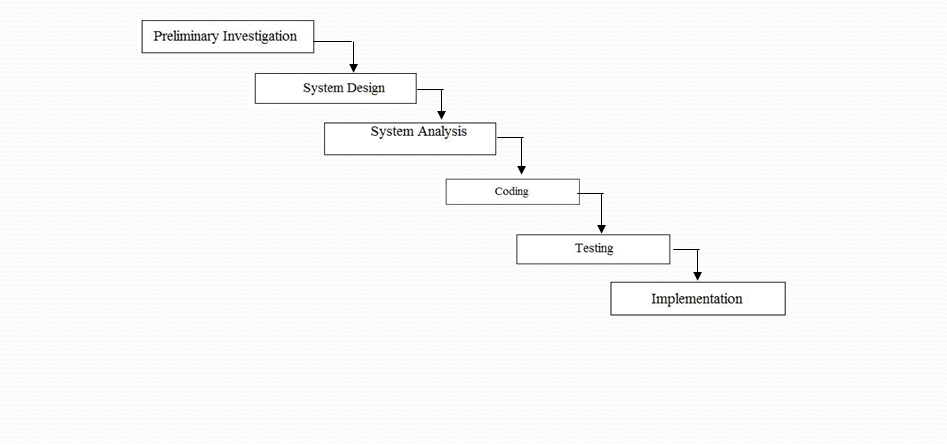 Preliminary Investigation
System Design
System Analysis
Coding
Testing
Implementation